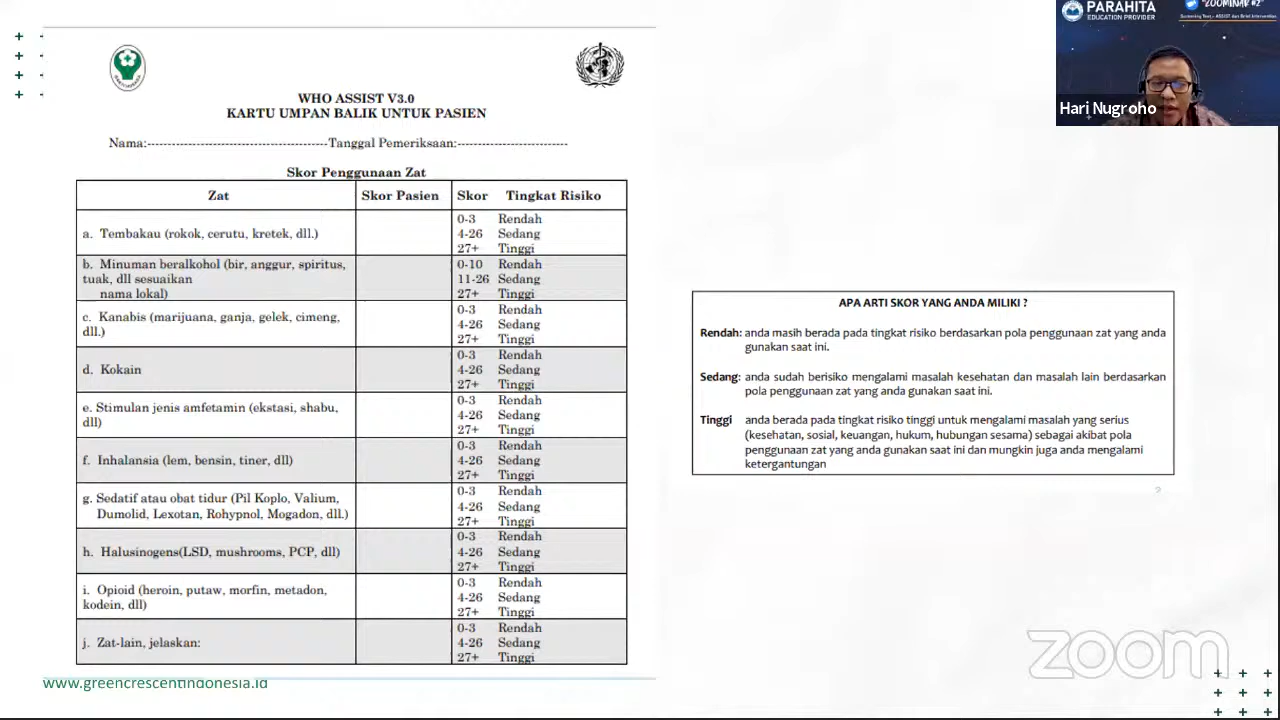 PARAHITA
EDUCATION PROVIDER
"ZOOMINAR #2"
Screening Test - ASSIST dan Brief Intervention
Hari Nugroho
WHO ASSIST V3.0
KARTU UMPAN BALIK UNTUK PASIEN
Nama:--------------------------------------------Tanggal Pemeriksaan:---------------------------
Skor Penggunaan Zat
Zat Skor Pasien Skor Tingkat Risiko
a. Tembakau (rokok, cerutu, kretek, dll.)
0-3 Rendah
4-26 Sedang
27+ Tinggi
b. Minuman beralkohol (bir, anggur, spiritus,
tuak, dll sesuaikan
nama lokal)
0-10 Rendah
11-26 Sedang
27+ Tinggi
c. Kanabis (marijuana, ganja, gelek, cimeng,
dll.)
0-3 Rendah
4-26 Sedang
27+ Tinggi
d. Kokain
0-3 Rendah
4-26 Sedang
27+ Tinggi
e. Stimulan jenis amfetamin (ekstasi, shabu,
dll)
0-3 Rendah
4-26 Sedang
27+ Tinggi
f. Inhalansia (lem, bensin, tiner, dll)
0-3 Rendah
4-26 Sedang
27+ Tinggi
g. Sedatif atau obat tidur (Pil Koplo, Valium,
Dumolid, Lexotan, Rohypnol, Mogadon, dll.)
0-3 Rendah
4-26 Sedang
27+ Tinggi
h. Halusinogens(LSD, mushrooms, PCP, dll)
0-3 Rendah
4-26 Sedang
27+ Tinggi
i. Opioid (heroin, putaw, morfin, metadon,
kodein, dll)
0-3 Rendah
4-26 Sedang
27+ Tinggi
j. Zat-lain, jelaskan:
0-3 Rendah
4-26 Sedang
27+ Tinggi
APA ARTI SKOR YANG ANDA MILIKI ?
Rendah: anda masih berada pada tingkat risiko berdasarkan pola penggunaan zat yang anda
gunakan saat ini.
Sedang: anda sudah berisiko mengalami masalah kesehatan dan masalah lain berdasarkan
pola penggunaan zat yang anda gunakan saat ini.
Tinggi anda berada pada tingkat risiko tinggi untuk mengalami masalah yang serius
(kesehatan, sosial, keuangan, hukum, hubungan sesama) sebagai akibat pola
penggunaan zat yang anda gunakan saat ini dan mungkin juga anda mengalami
ketergantungan
2
zoom
www.greencrescentindonesia.id